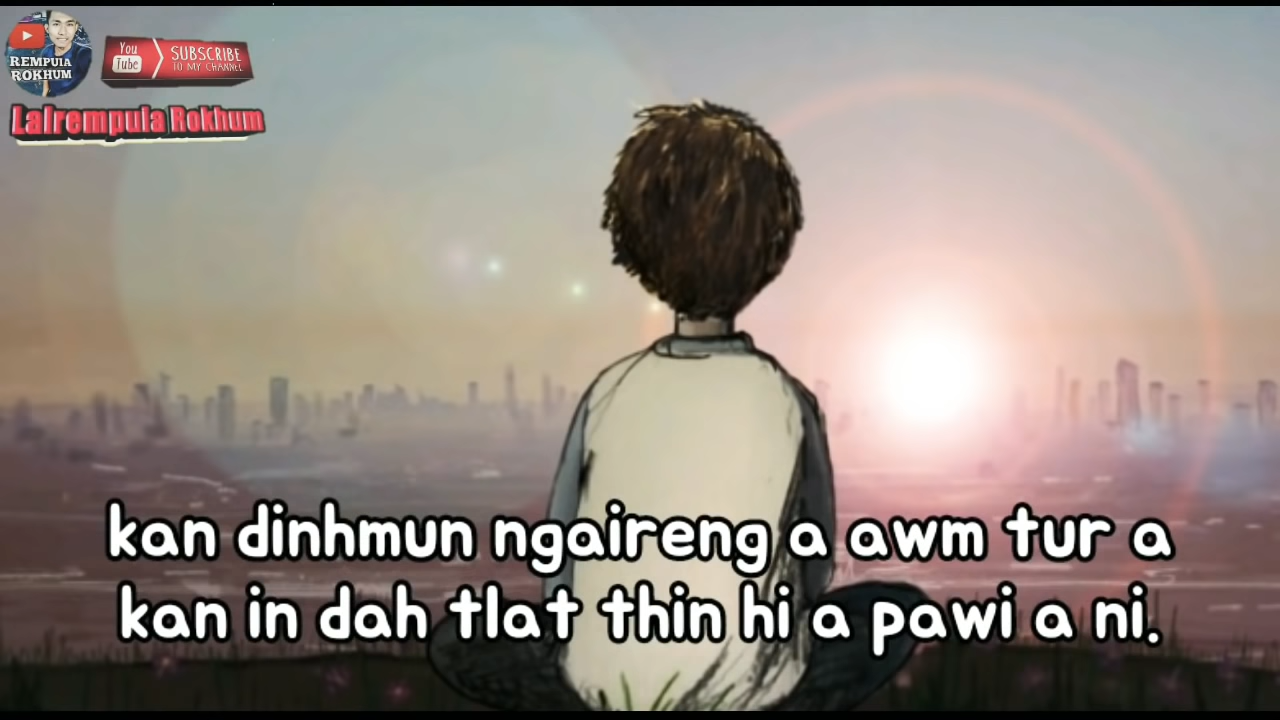 REMPUIA
ROKHUM
You
Tube
SUBSCRIBE
TO MY CHANNEL
Lalrempuia Rokhum
kan dinhmun ngaireng a awm tur a
kan in dah tlat thin hi a pawi a ni.